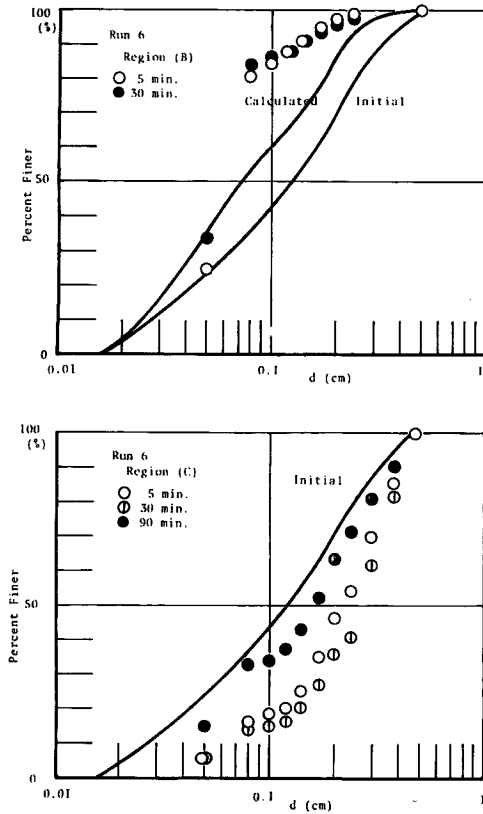 100
(%)
Run 6
Region (B)
5 min.
30 min.
Calculated
Initial
Percent Finer
50
0
0.01
0.1
1
d (cm)
100
(%)
Run 6
Region (C)
5 min.
30 min.
90 min.
Initial
Percent Finer
50
0
0.01
0.1
1
d (cm)